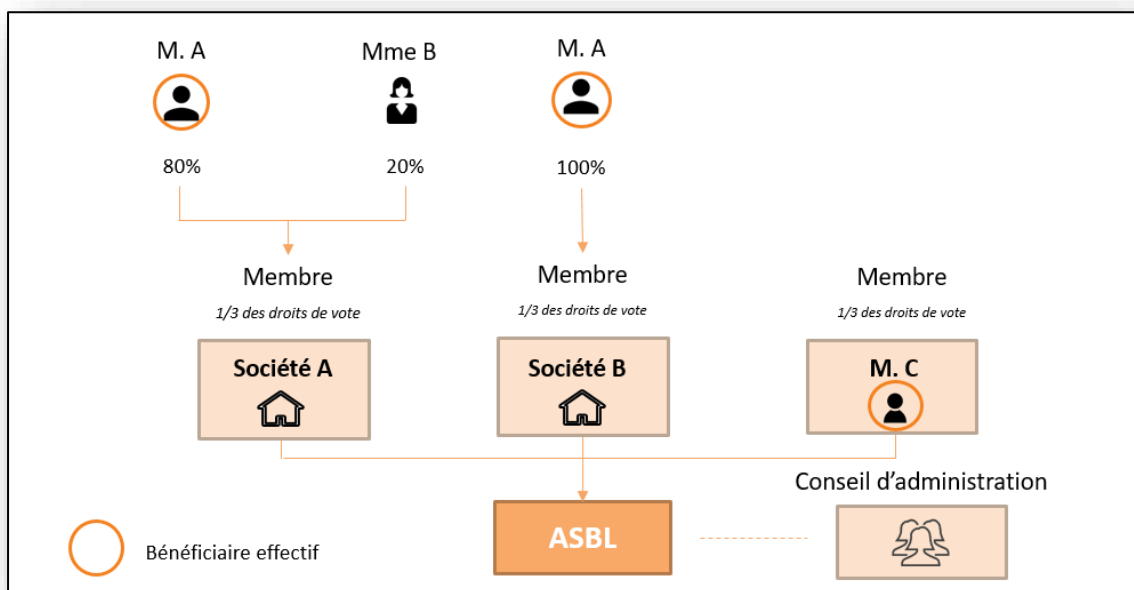 M. A
Mme B
M. A
80%
20%
100%
Membre
1/3 des droits de vote
Société A
Membre
1/3 des droits de vote
Société B
Membre
1/3 des droits de vote
M. C
Conseil d'administration
ASBL
Bénéficiaire effectif